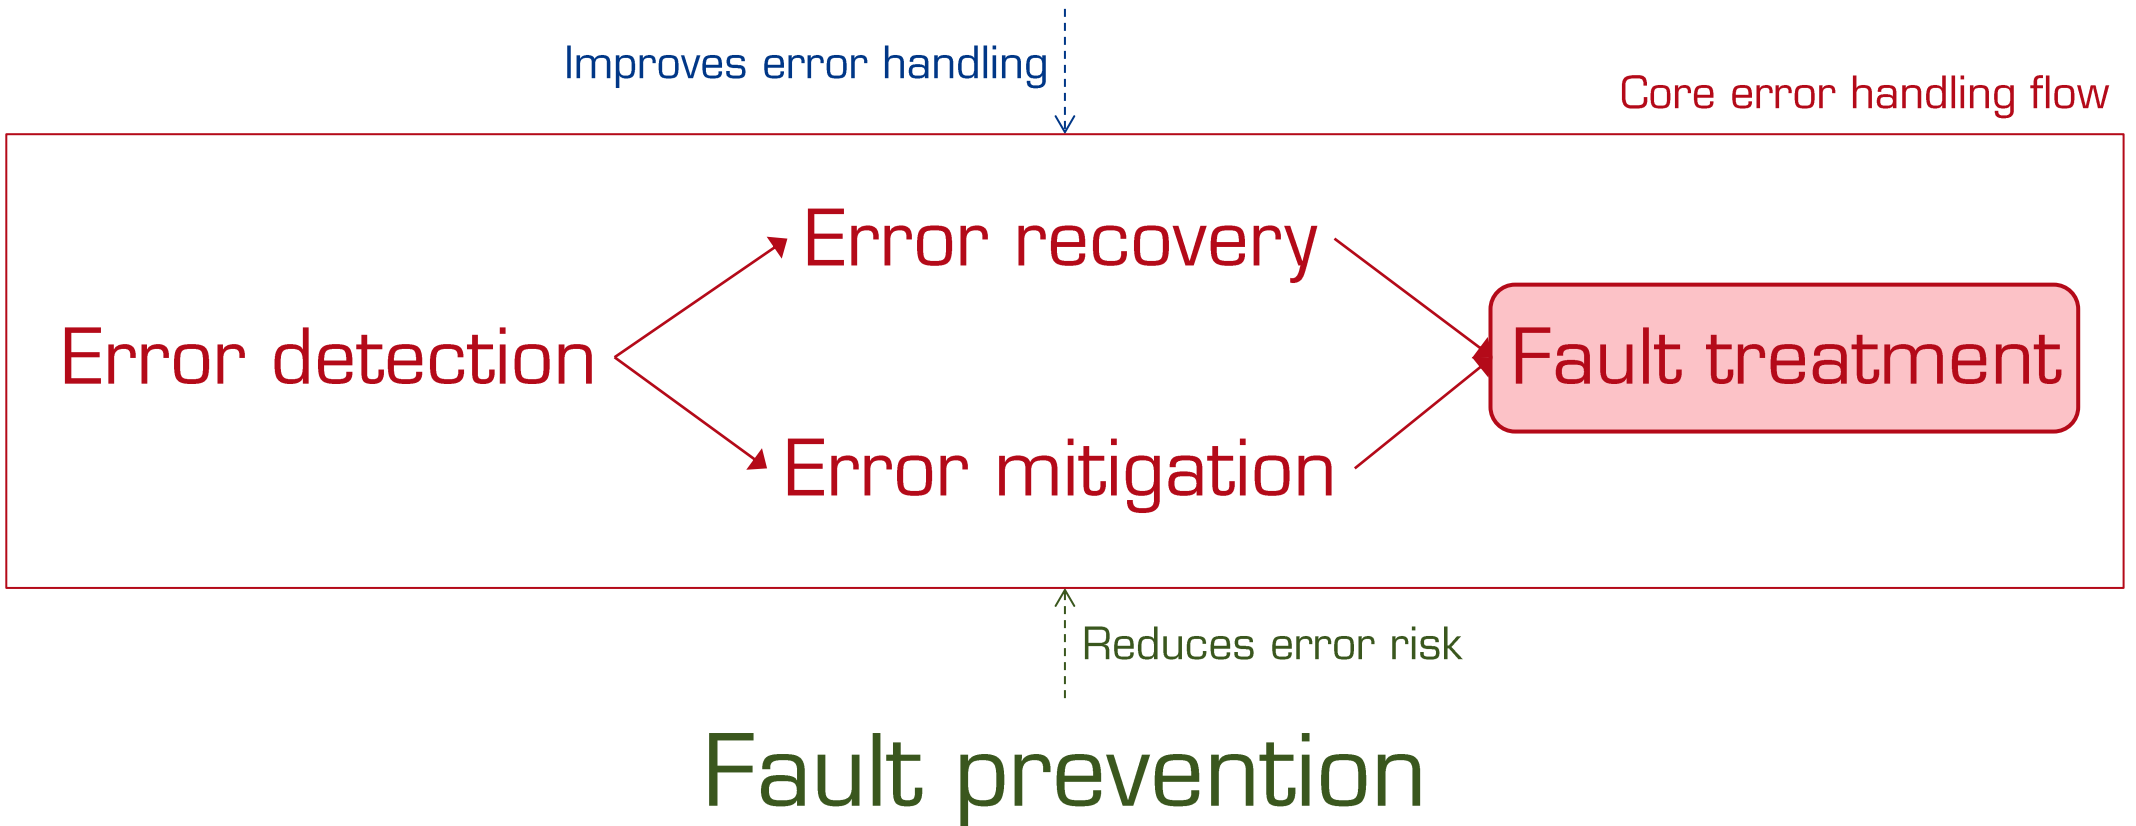 Improves error handling
Core error handling flow
Error recovery
Error detection
Fault treatment
Error mitigation
Reduces error risk
Fault prevention